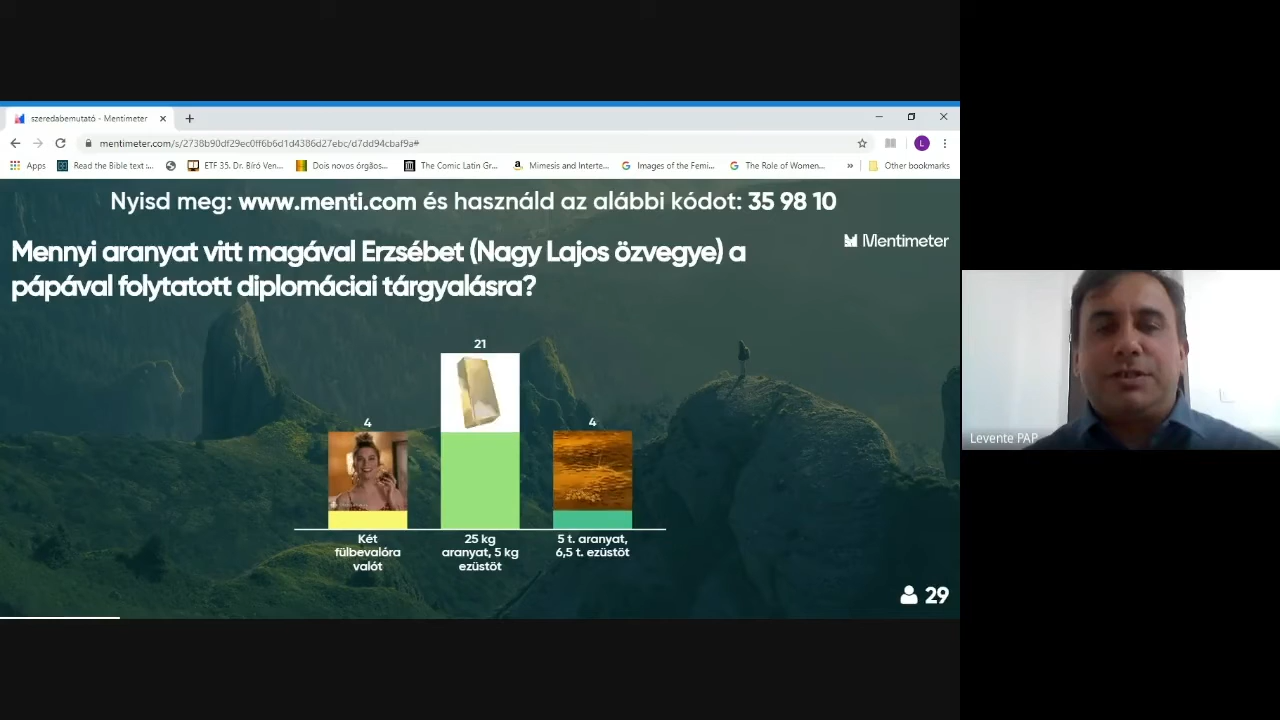 szeredabemutató - Mentimeter
mentimeter.com/s/2738b90df29ec0ff6b6d1d4386d27ebc/d7dd94cbaf9a#
Apps Read the Bible text :... ETF 35. Dr. Bíró Ven... Dois novos órgãos... The Comic Latin Gr... Mimesis and Interte... Images of the Femi... The Role of Women... » Other bookmarks
L
Nyisd meg: www.menti.com és használd az alábbi kódot: 35 98 10
Mentimeter
Mennyi aranyat vitt magával Erzsébet (Nagy Lajos özvegye) a
pápával folytatott diplomáciai tárgyalásra?
21
4
4
Két
fülbevalóra
valót
25 kg
aranyat, 5 kg
ezüstöt
5 t. aranyat,
6,5 t. ezüstöt
29
Levente PAP